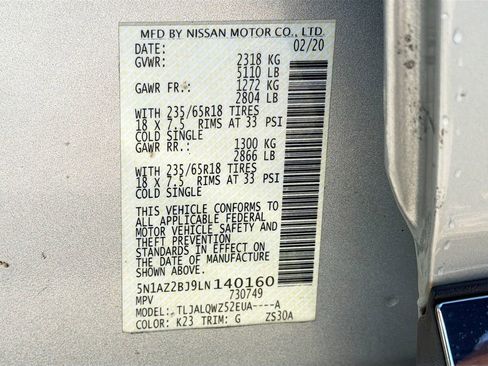 MFD BY NISSAN MOTOR CO., LTD.
DATE: 02/20
GVWR: 2318 KG
5110 LB
GAWR FR.: 1272 KG
2804 LB
WITH 235/65R18 TIRES
18 X 7.5 RIMS AT 33 PSI
COLD SINGLE
GAWR RR.: 1300 KG
2866 LB
WITH 235/65R18 TIRES
18 X 7.5 RIMS AT 33 PSI
COLD SINGLE
THIS VEHICLE CONFORMS TO
ALL APPLICABLE FEDERAL
MOTOR VEHICLE SAFETY AND
THEFT PREVENTION
STANDARDS IN EFFECT ON
THE DATE OF MANUFACTURE
SHOWN ABOVE.
5N1AZ2BJ9LN140160
MPV 730749
MODEL: TLJALQWZ52EUA----A
COLOR: K23 TRIM: G ZS30A